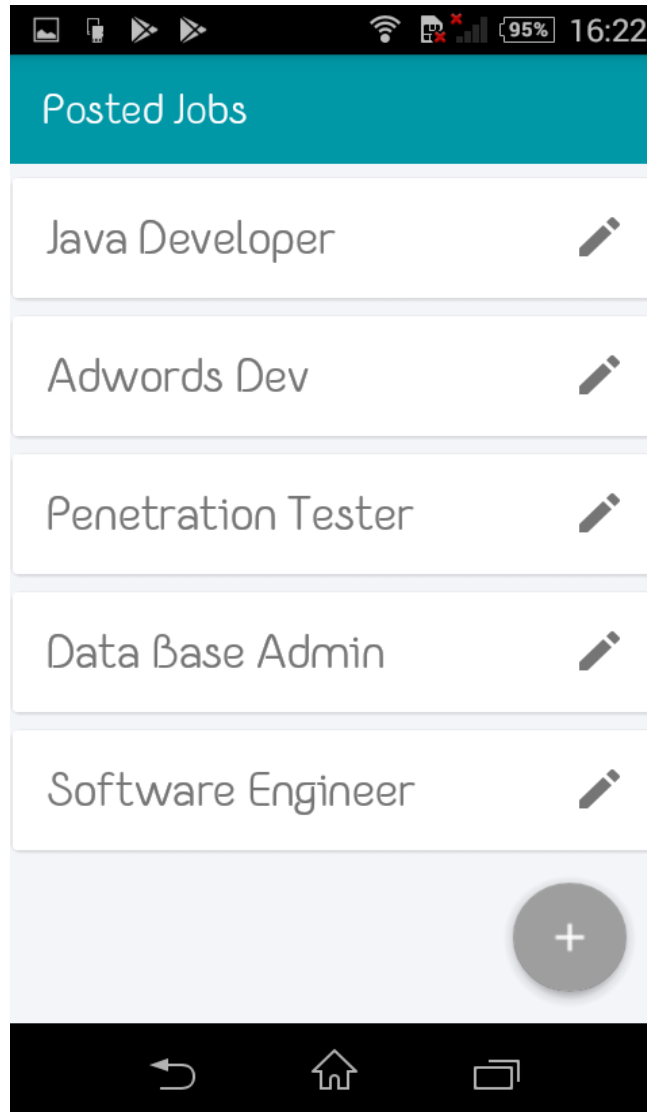 95% 16:22
Posted Jobs
Java Developer
Adwords Dev
Penetration Tester
Data Base Admin
Software Engineer
+